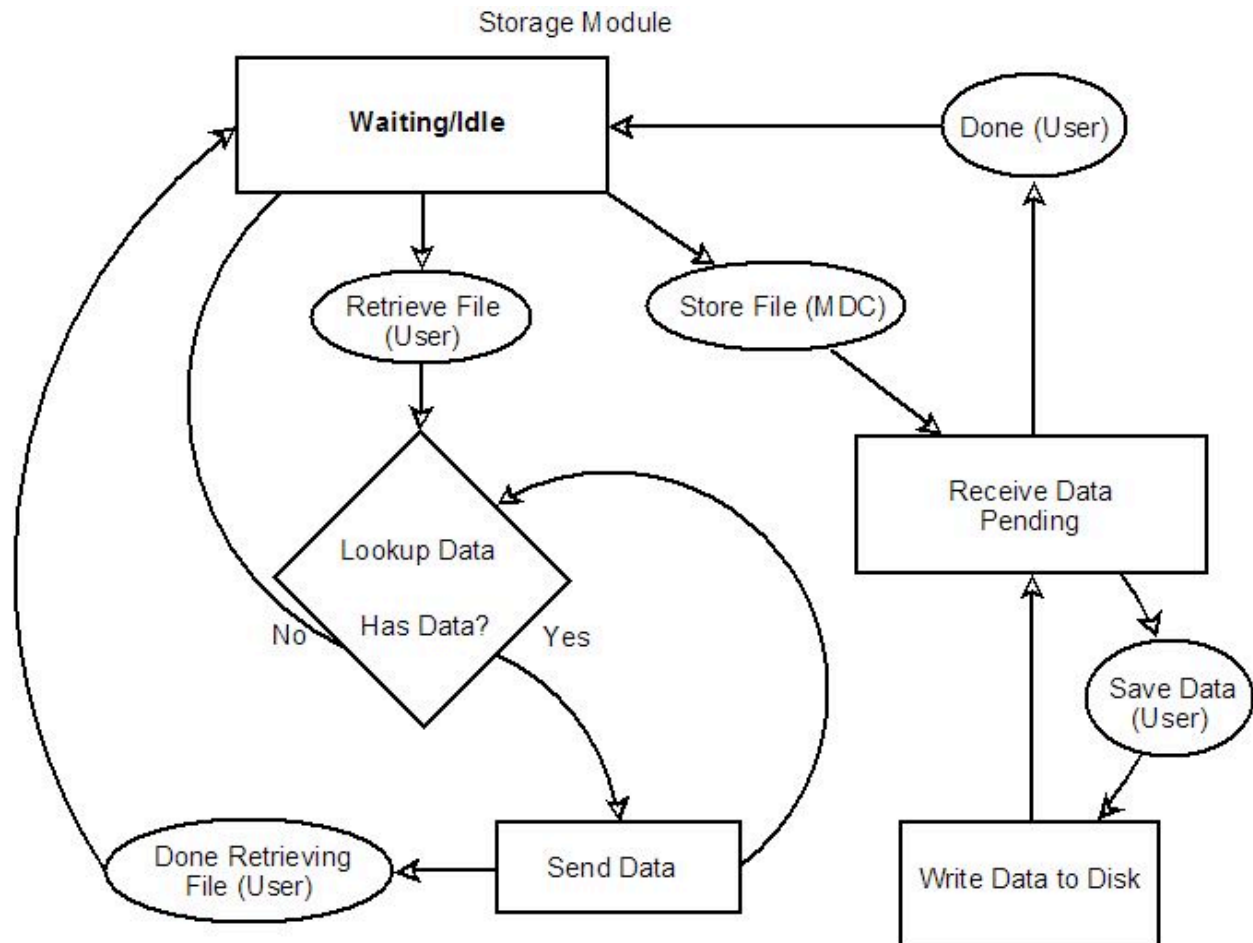 Storage Module
Waiting/Idle
Done (User)
Retrieve File
(User)
Store File (MDC)
Receive Data
Pending
Lookup Data
Has Data?
No
Yes
Save Data
(User)
Done Retrieving
File (User)
Send Data
Write Data to Disk